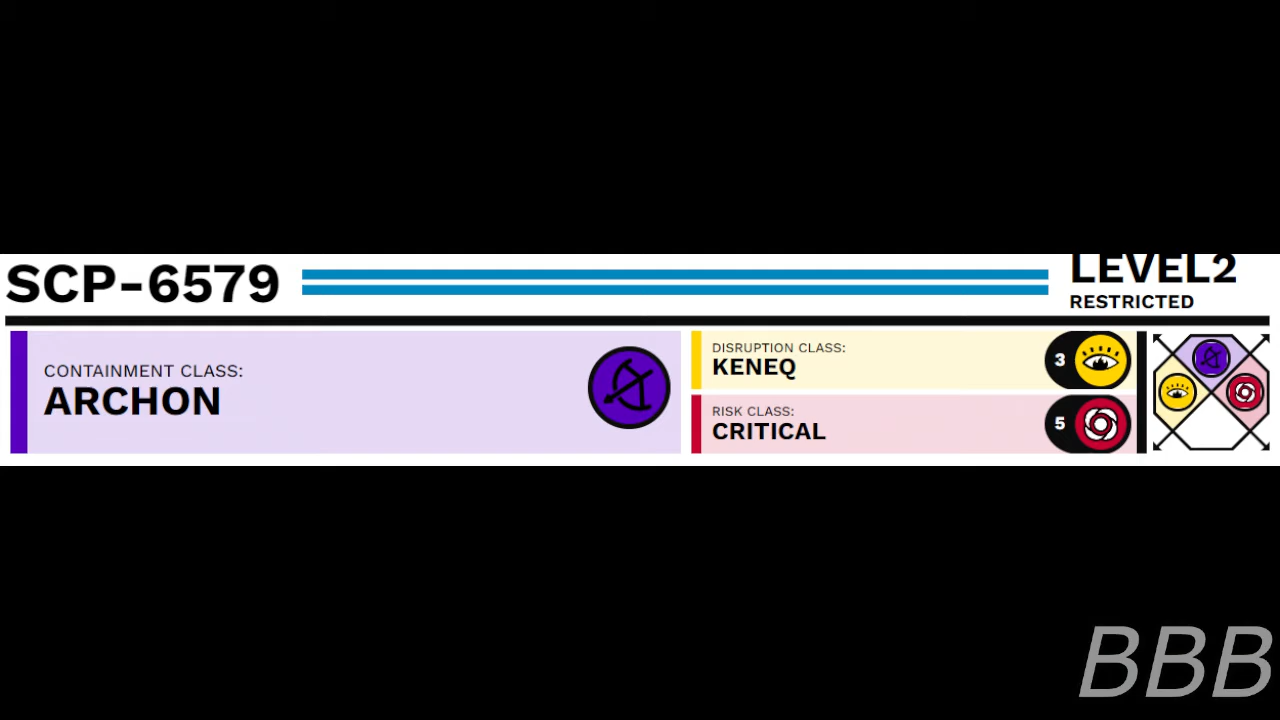 SCP-6579
LEVEL2
RESTRICTED
CONTAINMENT CLASS:
ARCHON
DISRUPTION CLASS:
KENEQ
3
RISK CLASS:
CRITICAL
5
BBB